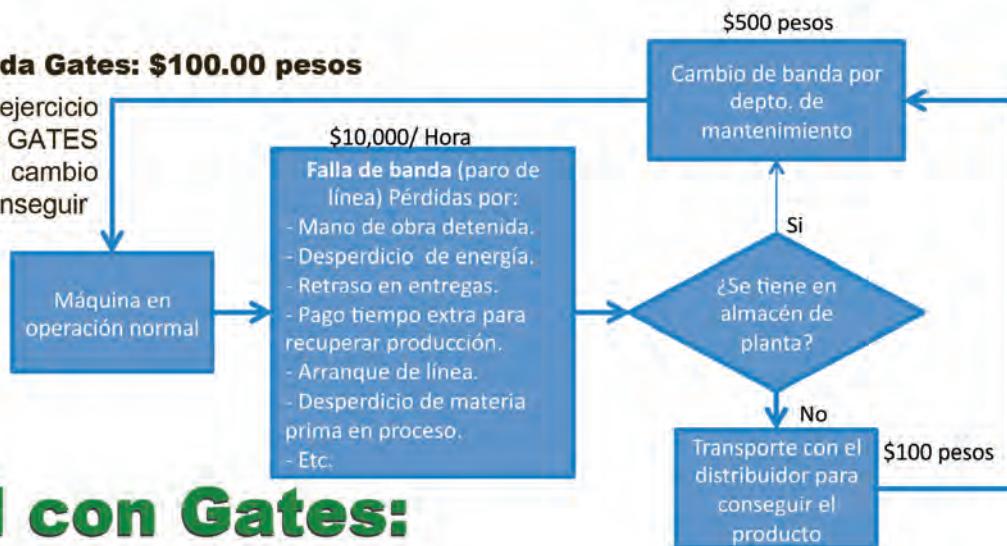 da Gates: $100.00 pesos
ejercicio
GATES
cambio
nseguir
$500 pesos
Cambio de banda por
depto. de
mantenimiento
$10,000/ Hora
Falla de banda (paro de
línea) Pérdidas por:
- Mano de obra detenida.
- Desperdicio de energía.
- Retraso en entregas.
- Pago tiempo extra para
recuperar producción.
- Arranque de línea.
- Desperdicio de materia
prima en proceso.
- Etc.
Máquina en
operación normal
Si
¿Se tiene en
almacén de
planta?
No
Transporte con el
distribuidor para
conseguir el
producto
$100 pesos
con Gates: